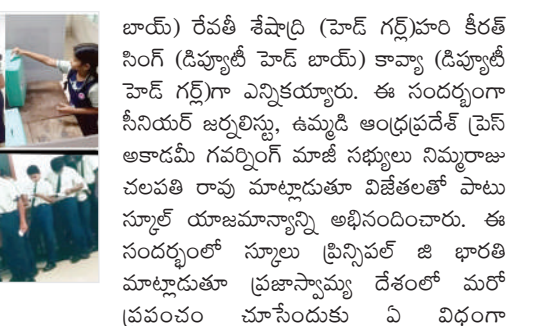 బాయ్) రేవతీ శేషాద్రి (హెడ్ గర్ల్)హరి కీరత్
సింగ్ (డిప్యూటీ హెడ్ బాయ్) కావ్యా (డిప్యూటీ
హెడ్ గర్ల్)గా ఎన్నికయ్యారు. ఈ సందర్భంగా
సీనియర్ జర్నలిస్టు, ఉమ్మడి ఆంధ్రప్రదేశ్ ప్రెస్
అకాడమీ గవర్నింగ్ మాజీ సభ్యులు నిమ్మరాజు
చలపతి రావు మాట్లాడుతూ విజేతలతో పాటు
స్కూల్ యాజమాన్యాన్ని అభినందించారు. ఈ
సందర్భంలో స్కూలు ప్రిన్సిపల్ జి భారతి
మాట్లాడుతూ ప్రజాస్వామ్య దేశంలో మరో
ప్రపంచం చూసేందుకు ఏ విధంగా